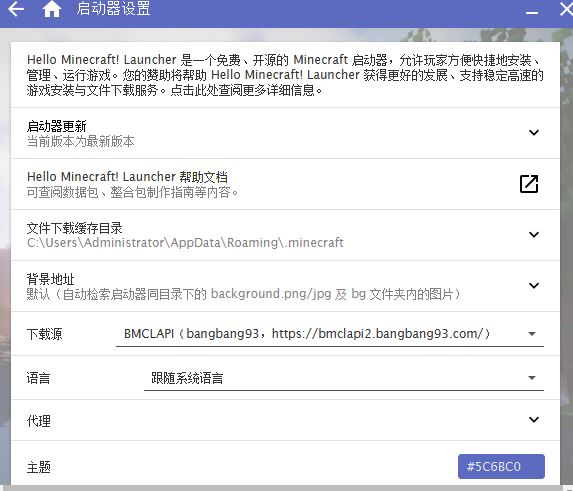 启动器设置
Hello Minecraft! Launcher 是一个免费、开源的 Minecraft 启动器，允许玩家方便快捷地安装、
管理、运行游戏。您的赞助将帮助 Hello Minecraft! Launcher 获得更好的发展、支持稳定高速的
游戏安装与文件下载服务。点击此处查阅更多详细信息。
启动器更新
当前版本为最新版本
Hello Minecraft! Launcher 帮助文档
可查阅数据包、整合包制作指南等内容。
文件下载缓存目录
C:\Users\Administrator\AppData\Roaming\.minecraft
背景地址
默认（自动检索启动器同目录下的 background.png/jpg 及 bg 文件夹内的图片）
下载源 BMCLAPI（bangbang93，https://bmclapi2.bangbang93.com/）
语言 跟随系统语言
代理
主题 #5C6BC0